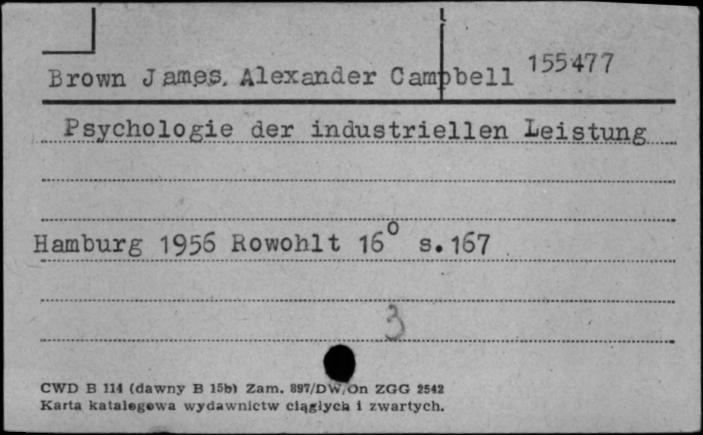 Brown James. Alexander Campbell 155477
Psychologie der industriellen Leistung
Hamburg 1956 Rowohlt 16° s.167
3
CWD B 114 (dawny B 15b) Zam. 897/DW/On ZGG 2542
Karta katalogowa wydawnictw ciągłych i zwartych.